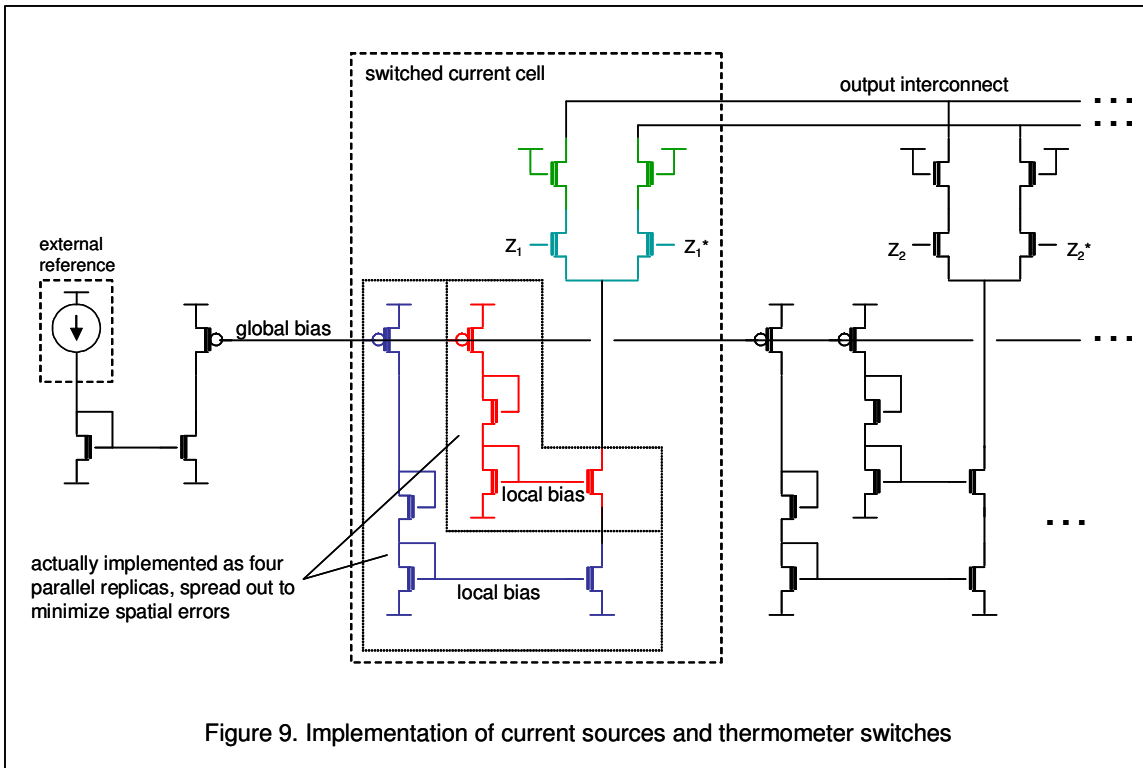 switched current cell
output interconnect
Z1
Z1*
Z2
Z2*
external
reference
global bias
local bias
actually implemented as four
parallel replicas, spread out to
minimize spatial errors
local bias
Figure 9. Implementation of current sources and thermometer switches